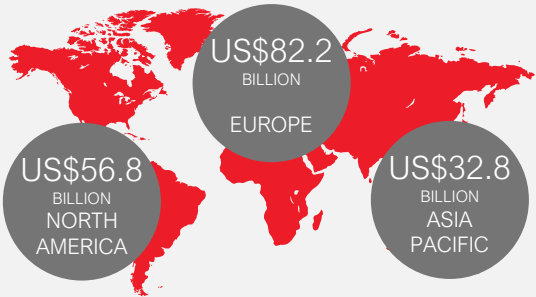 US$82.2
BILLION
EUROPE
US$56.8
BILLION
NORTH
AMERICA
US$32.8
BILLION
ASIA
PACIFIC